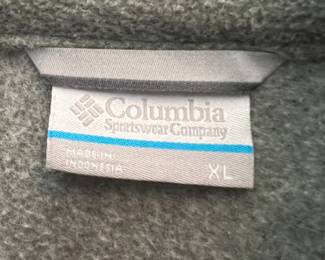 Columbia
Sportswear Company
MADE IN
INDONESIA
XL